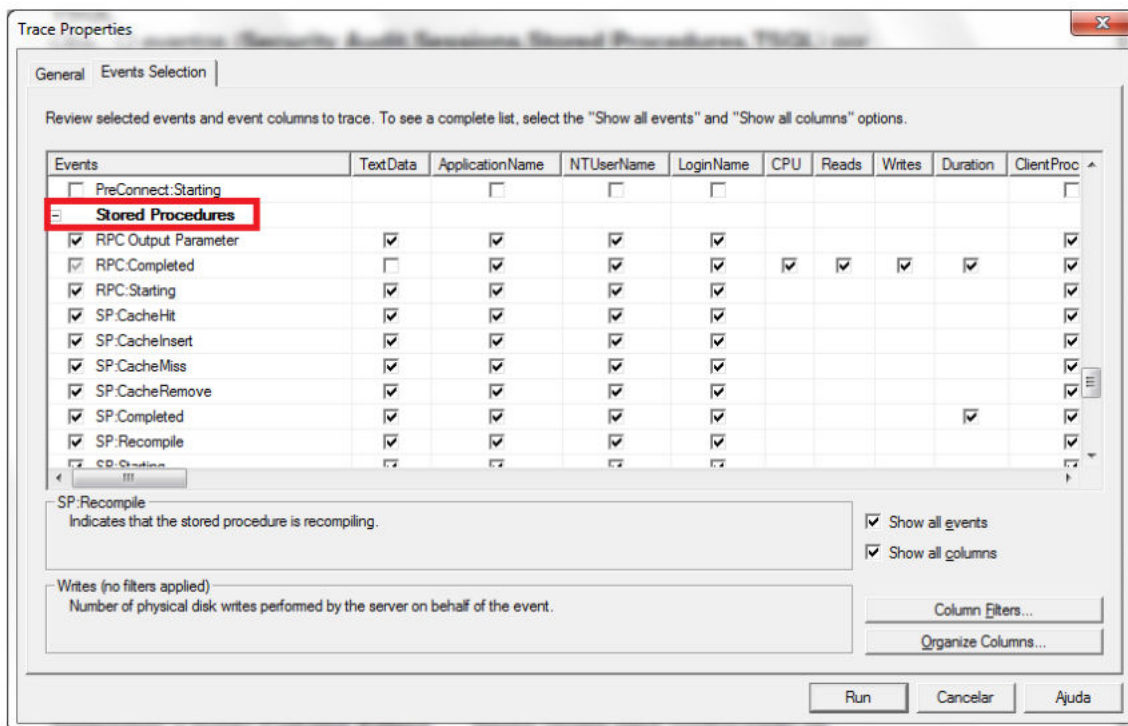 Trace Properties
General Events Selection
Review selected events and event columns to trace. To see a complete list, select the "Show all events" and "Show all columns" options.
Events TextData ApplicationName NTUserName LoginName CPU Reads Writes Duration ClientProc
PreConnect:Starting
Stored Procedures
RPC Output Parameter
RPC:Completed
RPC:Starting
SP:CacheHit
SP:CacheInsert
SP:CacheMiss
SP:CacheRemove
SP:Completed
SP:Recompile
SP:Starting
SP:Recompile
Indicates that the stored procedure is recompiling.
Show all events
Show all columns
Writes (no filters applied)
Number of physical disk writes performed by the server on behalf of the event.
Column Filters...
Organize Columns...
Run Cancelar Ajuda